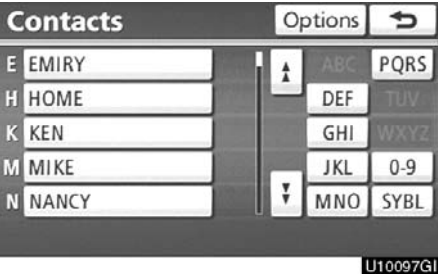 Contacts Options
E EMIRY ABC PQRS
H HOME DEF TUV
K KEN GHI WXYZ
M MIKE JKL 0-9
N NANCY MNO SYBL
U10097GI